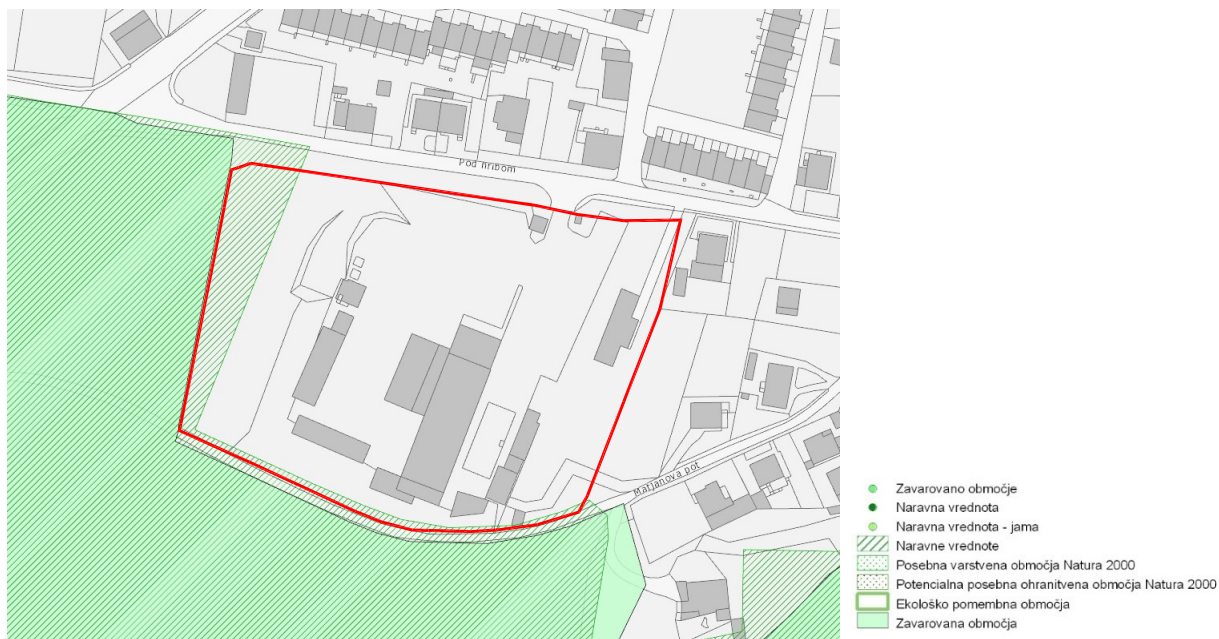 Pod hribom
Matjanova pot
Zavarovano območje
Naravna vrednota
Naravna vrednota - jama
Naravne vrednote
Posebna varstvena območja Natura 2000
Potencialna posebna ohranitvena območja Natura 2000
Ekološko pomembna območja
Zavarovana območja